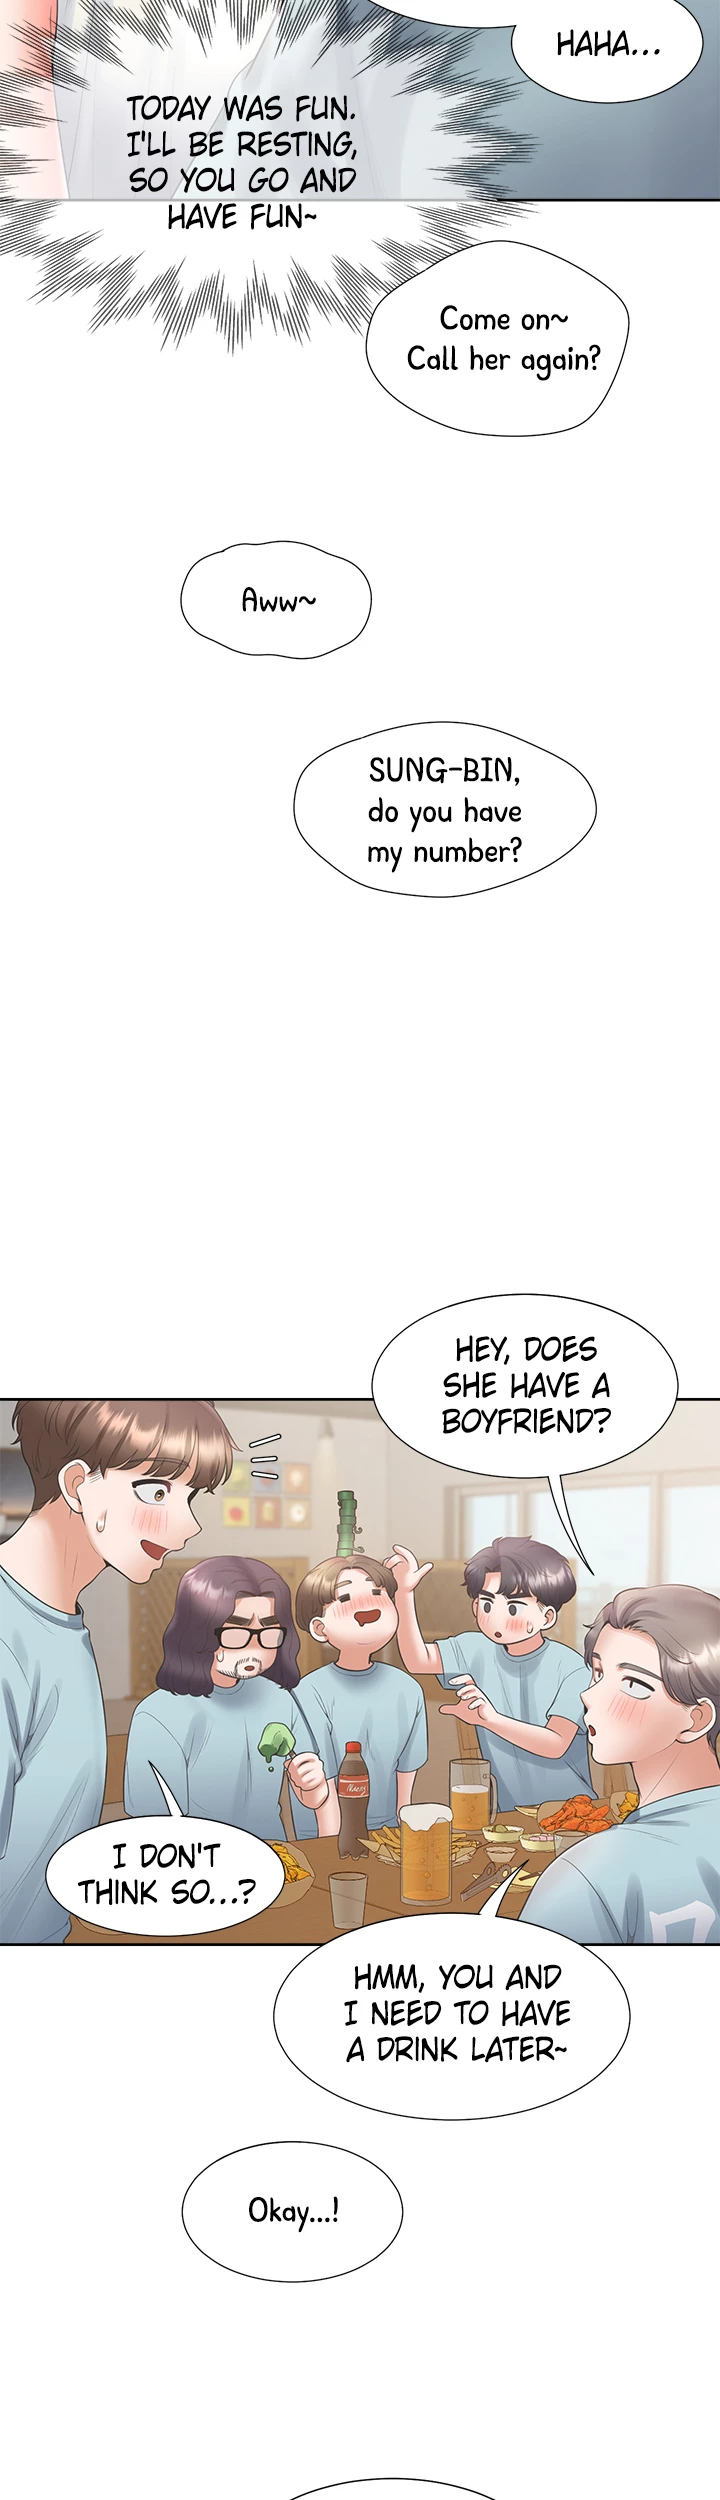 HAHA...
TODAY WAS FUN.
I'LL BE RESTING,
SO YOU GO AND
HAVE FUN~
Come on~
Call her again?
Aww~
SUNG-BIN,
do you have
my number?
HEY, DOES
SHE HAVE A
BOYFRIEND?
I DON'T
THINK SO...?
HMM, YOU AND
I NEED TO HAVE
A DRINK LATER~
Okay...!